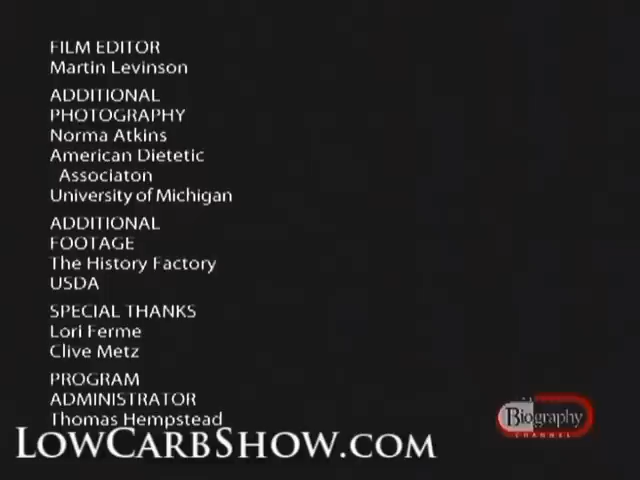 FILM EDITOR
Martin Levinson
ADDITIONAL
PHOTOGRAPHY
Norma Atkins
American Dietetic
Associaton
University of Michigan
ADDITIONAL
FOOTAGE
The History Factory
USDA
SPECIAL THANKS
Lori Ferme
Clive Metz
PROGRAM
ADMINISTRATOR
Thomas Hempstead
LOWCARBSHOW.COM
Biography
CHANNEL